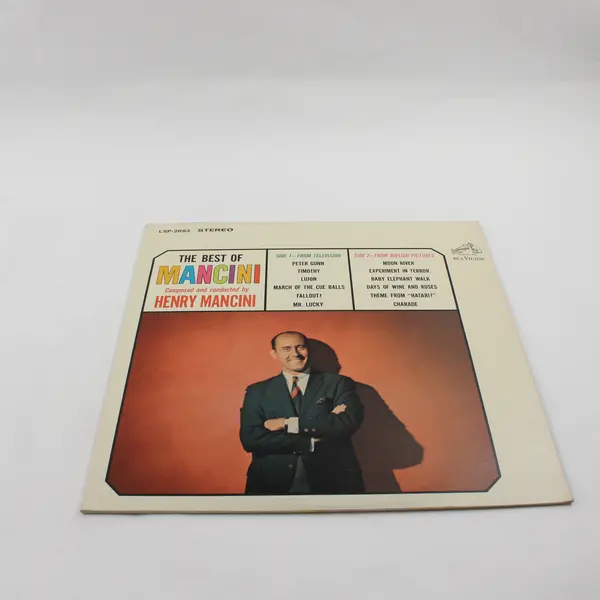 LSP-2693 STEREO
THE BEST OF
MANCINI
Composed and conducted by
HENRY MANCINI
SIDE 1—FROM TELEVISION
PETER GUNN
TIMOTHY
LUJON
MARCH OF THE CUE BALLS
FALLOUT!
MR. LUCKY
SIDE 2—FROM MOTION PICTURES
MOON RIVER
EXPERIMENT IN TERROR
BABY ELEPHANT WALK
DAYS OF WINE AND ROSES
THEME FROM "HATARI!"
CHARADE
RCA VICTOR